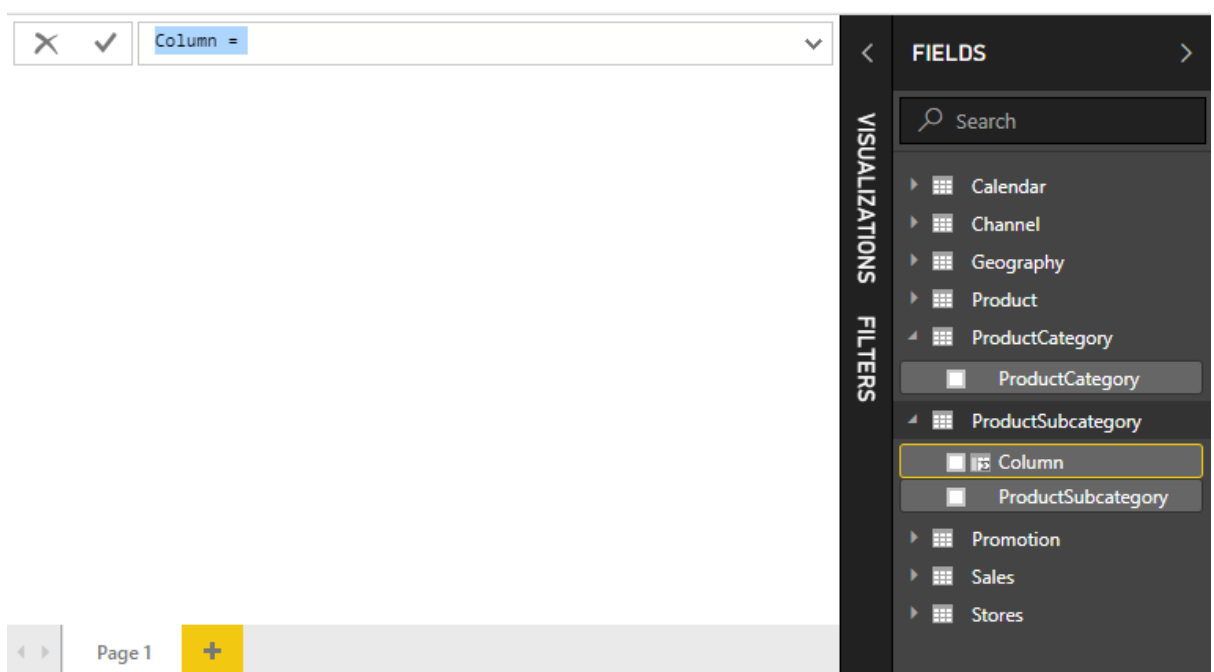 Column =
FIELDS
Search
VISUALIZATIONS
FILTERS
Calendar
Channel
Geography
Product
ProductCategory
ProductCategory
ProductSubcategory
Column
ProductSubcategory
Promotion
Sales
Stores
Page 1